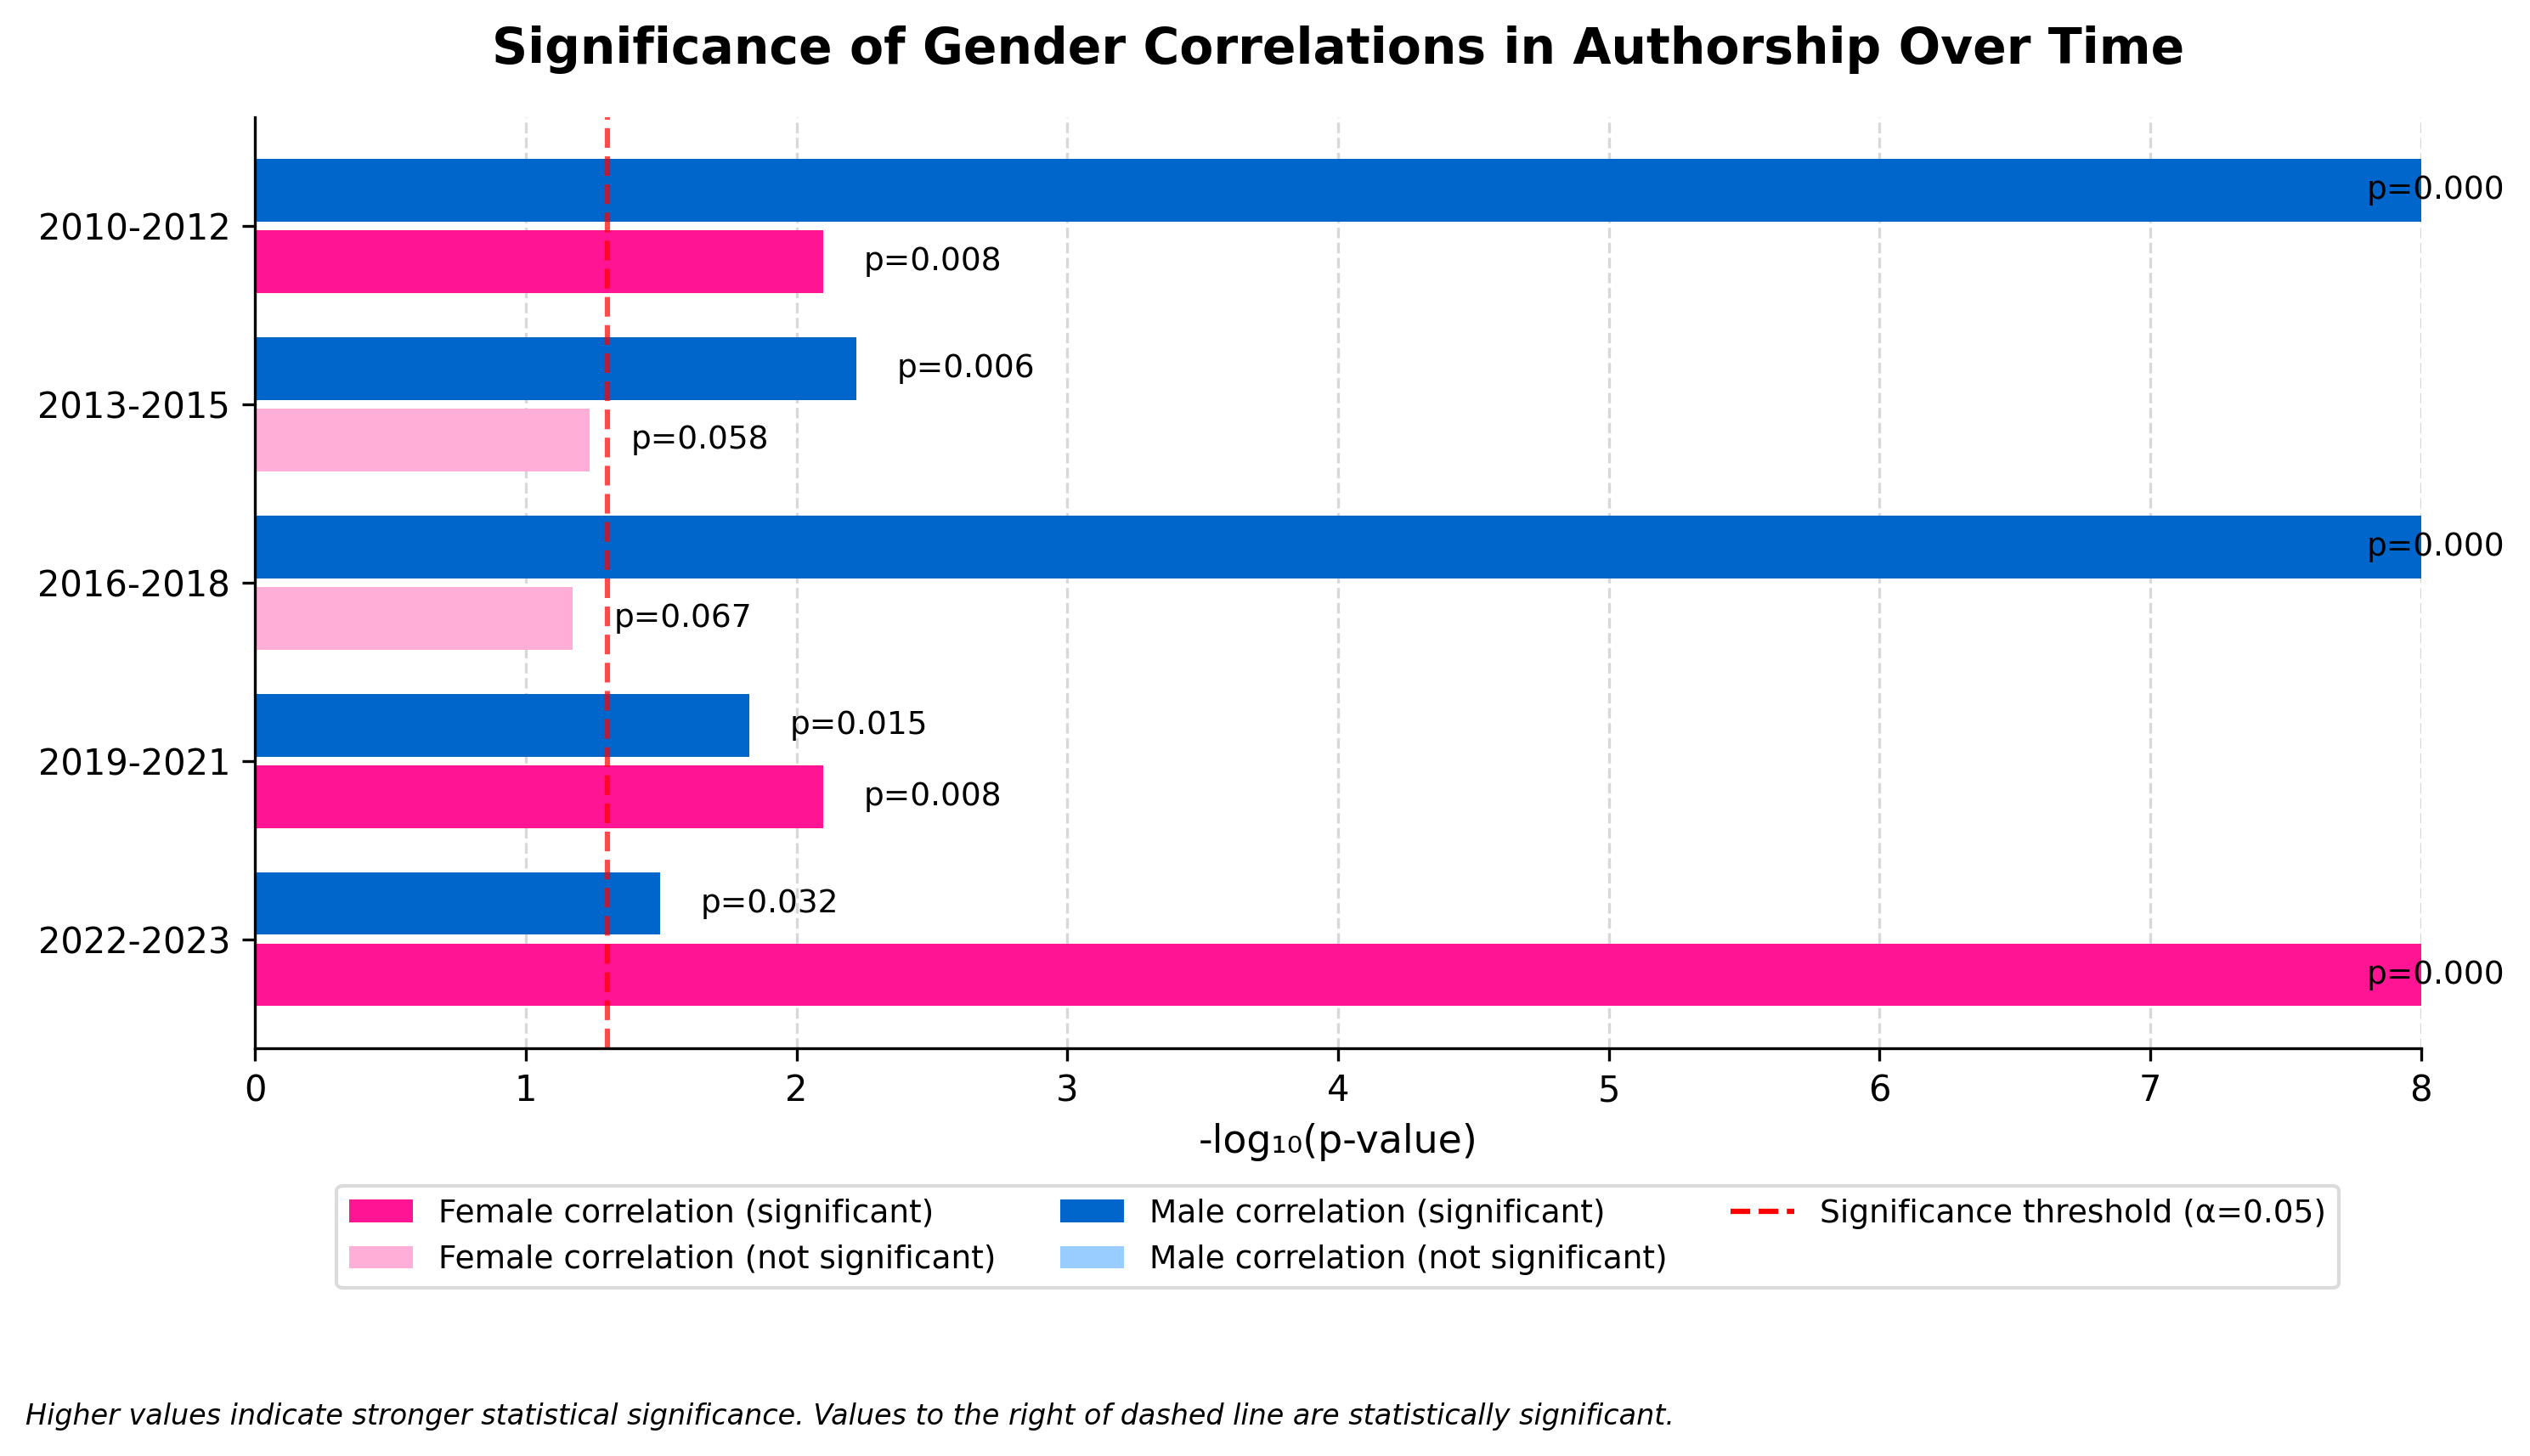 Significance of Gender Correlations in Authorship Over Time
2010-2012
p=0.000
p=0.008
2013-2015
p=0.006
p=0.058
2016-2018
p=0.000
p=0.067
2019-2021
p=0.015
p=0.008
2022-2023
p=0.032
p=0.000
0 1 2 3 4 5 6 7 8
-log₁₀(p-value)
Female correlation (significant)
Female correlation (not significant)
Male correlation (significant)
Male correlation (not significant)
Significance threshold (α=0.05)
Higher values indicate stronger statistical significance. Values to the right of dashed line are statistically significant.